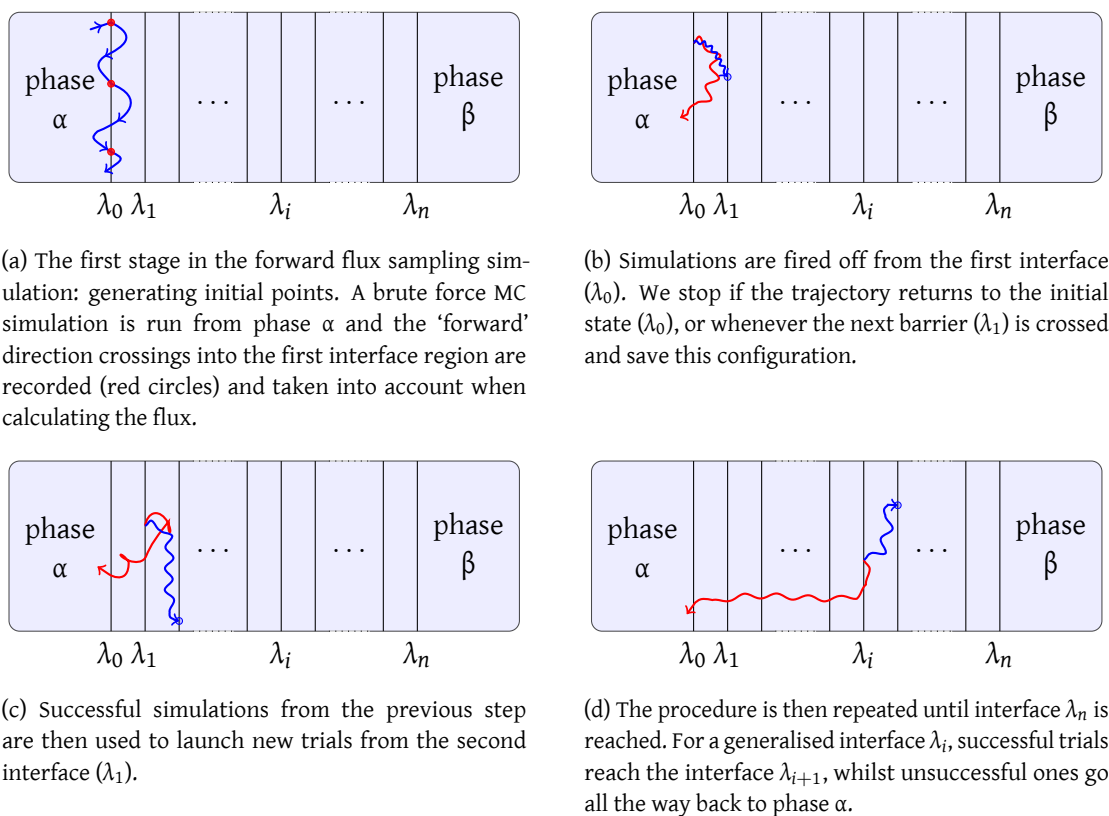 phase
α
. . .
. . .
phase
β
λ0 λ1
λi
λn
(a) The first stage in the forward flux sampling sim-
ulation: generating initial points. A brute force MC
simulation is run from phase α and the ‘forward’
direction crossings into the first interface region are
recorded (red circles) and taken into account when
calculating the flux.
phase
α
. . .
. . .
phase
β
λ0 λ1
λi
λn
(b) Simulations are fired off from the first interface
(λ0). We stop if the trajectory returns to the initial
state (λ0), or whenever the next barrier (λ1) is crossed
and save this configuration.
phase
α
. . .
. . .
phase
β
λ0 λ1
λi
λn
(c) Successful simulations from the previous step
are then used to launch new trials from the second
interface (λ1).
phase
α
. . .
. . .
phase
β
λ0 λ1
λi
λn
(d) The procedure is then repeated until interface λn is
reached. For a generalised interface λi, successful trials
reach the interface λi+1, whilst unsuccessful ones go
all the way back to phase α.